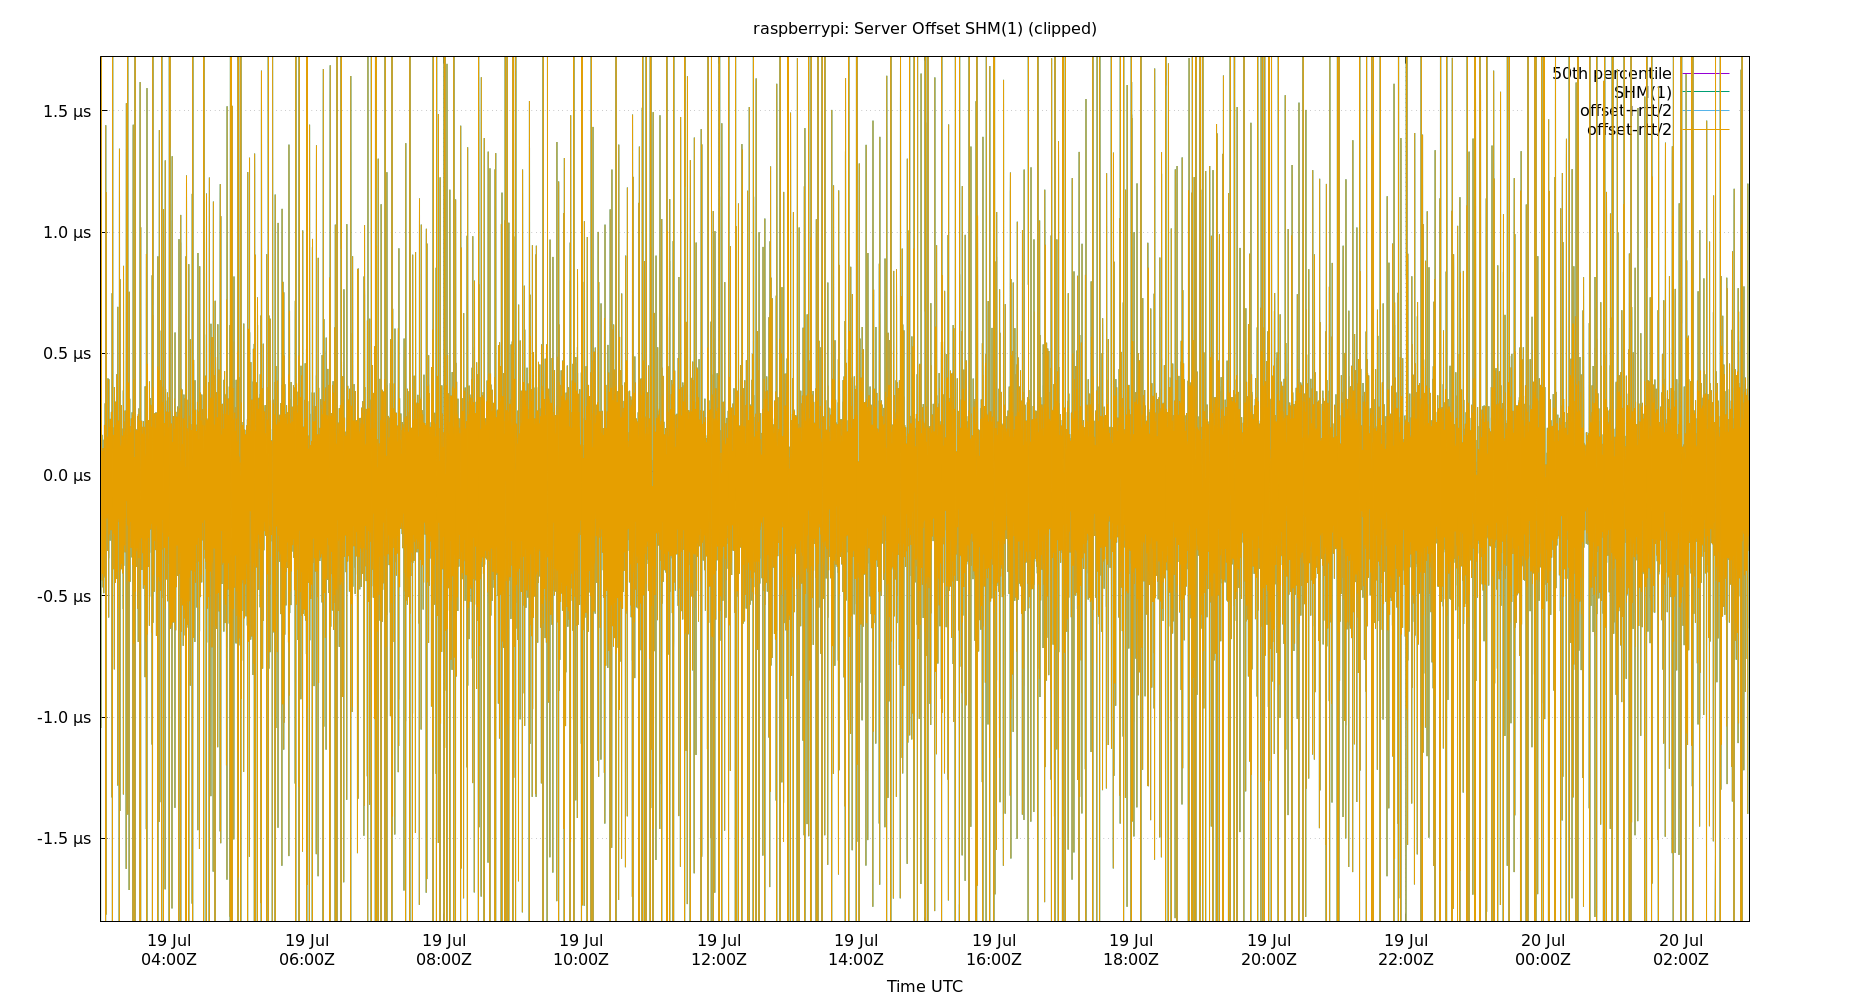 raspberrypi: Server Offset SHM(1) (clipped)
50th percentile
SHM(1)
offset+rtt/2
offset-rtt/2
1.5 µs
1.0 µs
0.5 µs
0.0 µs
-0.5 µs
-1.0 µs
-1.5 µs
19 Jul 19 Jul 19 Jul 19 Jul 19 Jul 19 Jul 19 Jul 19 Jul 19 Jul 19 Jul 20 Jul 20 Jul
04:00Z 06:00Z 08:00Z 10:00Z 12:00Z 14:00Z 16:00Z 18:00Z 20:00Z 22:00Z 00:00Z 02:00Z
Time UTC